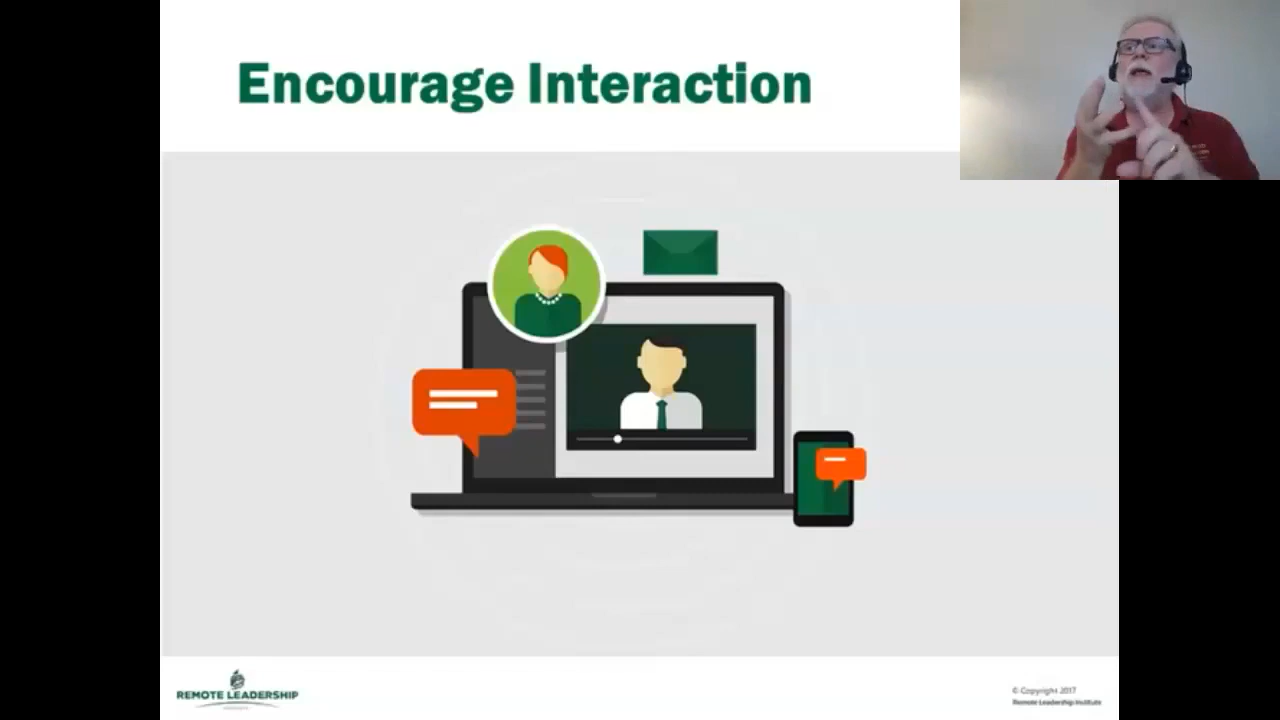 Encourage Interaction
REMOTE LEADERSHIP
© Copyright 2017
Remote Leadership Institute